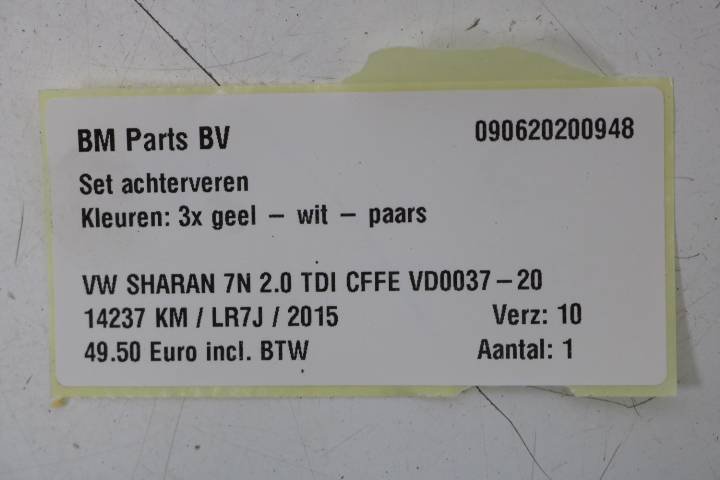 BM Parts BV 090620200948
Set achterveren
Kleuren: 3x geel – wit – paars
VW SHARAN 7N 2.0 TDI CFFE VD0037–20
14237 KM / LR7J / 2015 Verz: 10
49.50 Euro incl. BTW Aantal: 1